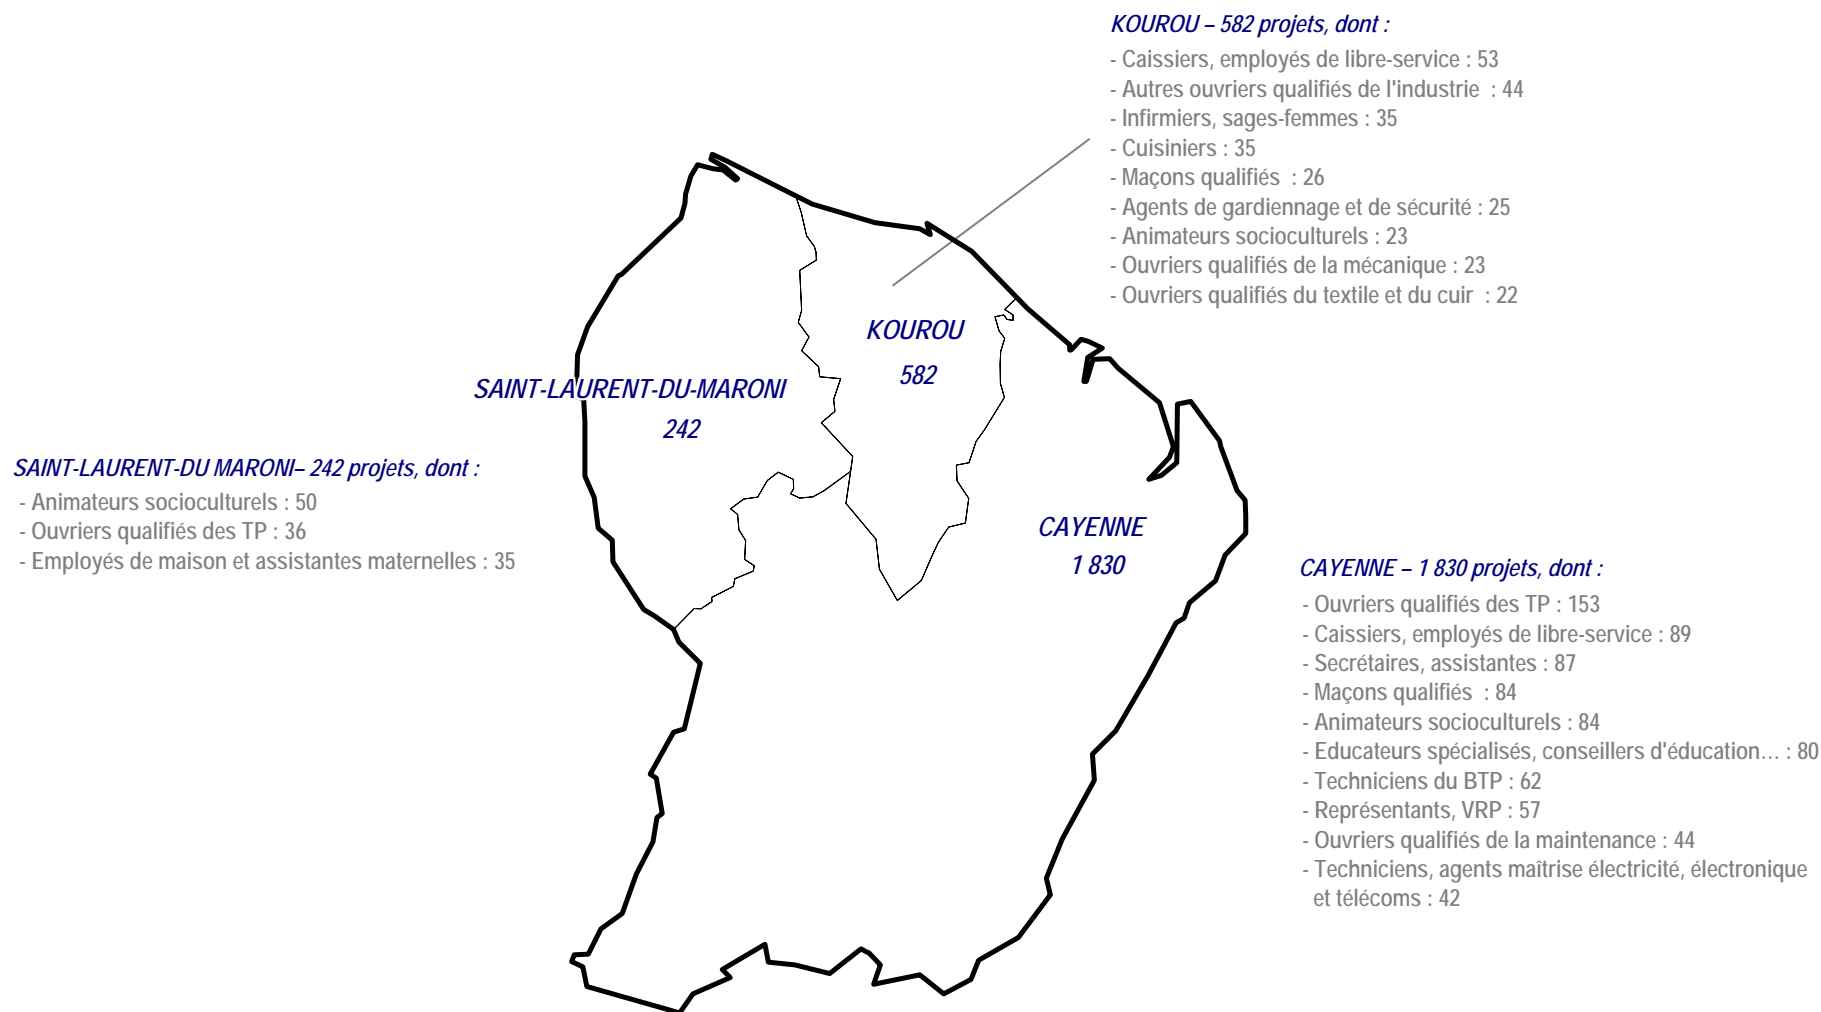 KOUROU – 582 projets, dont :
- Caissiers, employés de libre-service : 53
- Autres ouvriers qualifiés de l'industrie  : 44
- Infirmiers, sages-femmes : 35
- Cuisiniers : 35
- Maçons qualifiés  : 26
- Agents de gardiennage et de sécurité : 25
- Animateurs socioculturels : 23
- Ouvriers qualifiés de la mécanique : 23
- Ouvriers qualifiés du textile et du cuir  : 22
KOUROU
582
SAINT-LAURENT-DU-MARONI
242
SAINT-LAURENT-DU MARONI– 242 projets, dont :
- Animateurs socioculturels : 50
- Ouvriers qualifiés des TP : 36
- Employés de maison et assistantes maternelles : 35
CAYENNE
1 830
CAYENNE – 1 830 projets, dont :
- Ouvriers qualifiés des TP : 153
- Caissiers, employés de libre-service : 89
- Secrétaires, assistantes : 87
- Maçons qualifiés  : 84
- Animateurs socioculturels : 84
- Educateurs spécialisés, conseillers d'éducation... : 80
- Techniciens du BTP : 62
- Représentants, VRP : 57
- Ouvriers qualifiés de la maintenance : 44
- Techniciens, agents maîtrise électricité, électronique
et télécoms : 42